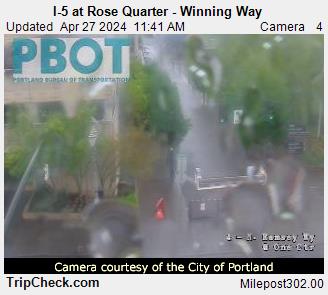 I-5 at Rose Quarter - Winning Way
Updated Apr 27 2024 11:41 AM Camera 4
PBOT
PORTLAND BUREAU OF TRANSPORTATION
Camera courtesy of the City of Portland
TripCheck.com Milepost302.00